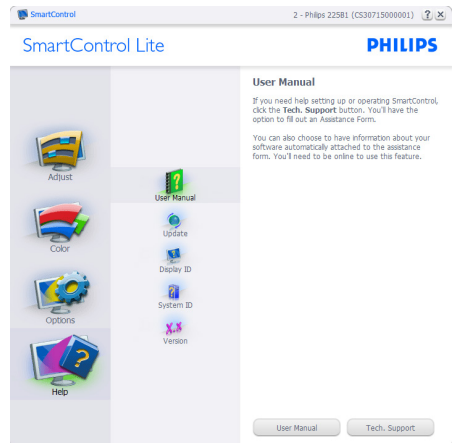 SmartControl
2 - Philips 225B1 (CS30715000001)
?
SmartControl Lite
PHILIPS
Adjust
Color
Options
Help
User Manual
Update
Display ID
System ID
X.X
Version
User Manual
If you need help setting up or operating SmartControl,
click the Tech. Support button. You'll have the
option to fill out an Assistance Form.
You can also choose to have information about your
software automatically attached to the assistance
form. You'll need to be online to use this feature.
User Manual
Tech. Support